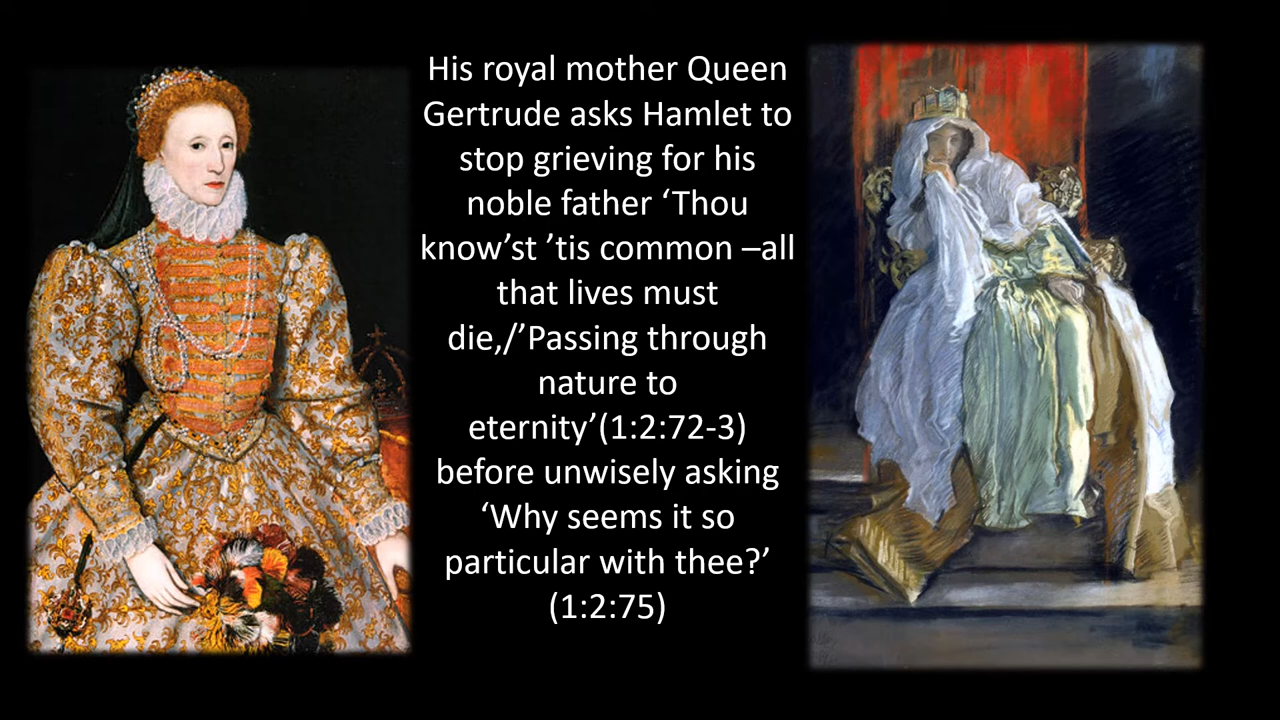 His royal mother Queen
Gertrude asks Hamlet to
stop grieving for his
noble father ‘Thou
know’st ’tis common –all
that lives must
die,/’Passing through
nature to
eternity’(1:2:72-3)
before unwisely asking
‘Why seems it so
particular with thee?’
(1:2:75)